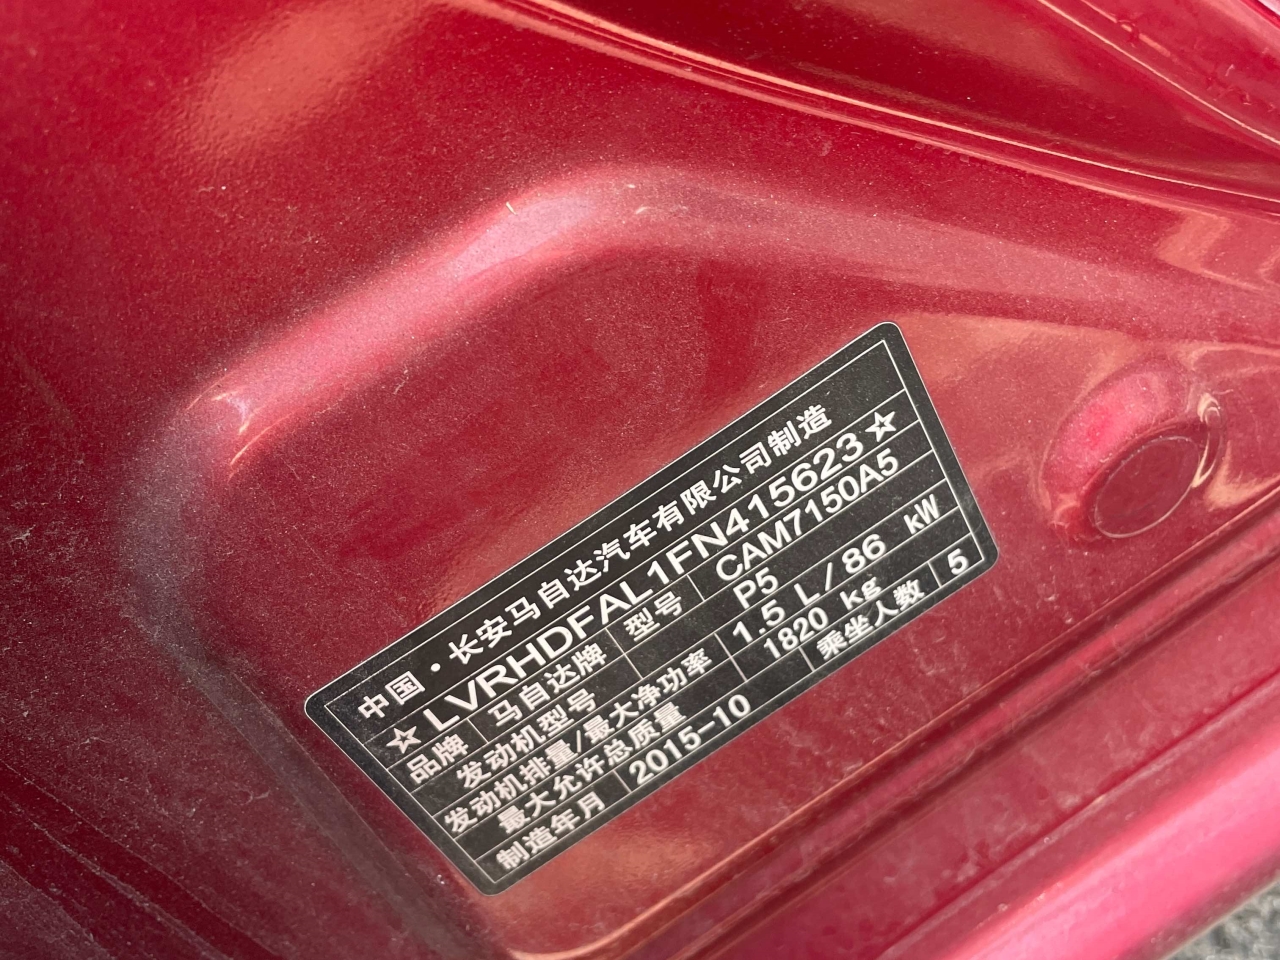 中国·长安马自达汽车有限公司制造
☆LVRHDFAL1FN415623☆
品牌 马自达牌 型号 CAM7150A5
发动机型号 P5
发动机排量/最大净功率 1.5 L / 86 kW
最大允许总质量 1820 kg
制造年月 2015-10 乘坐人数 5